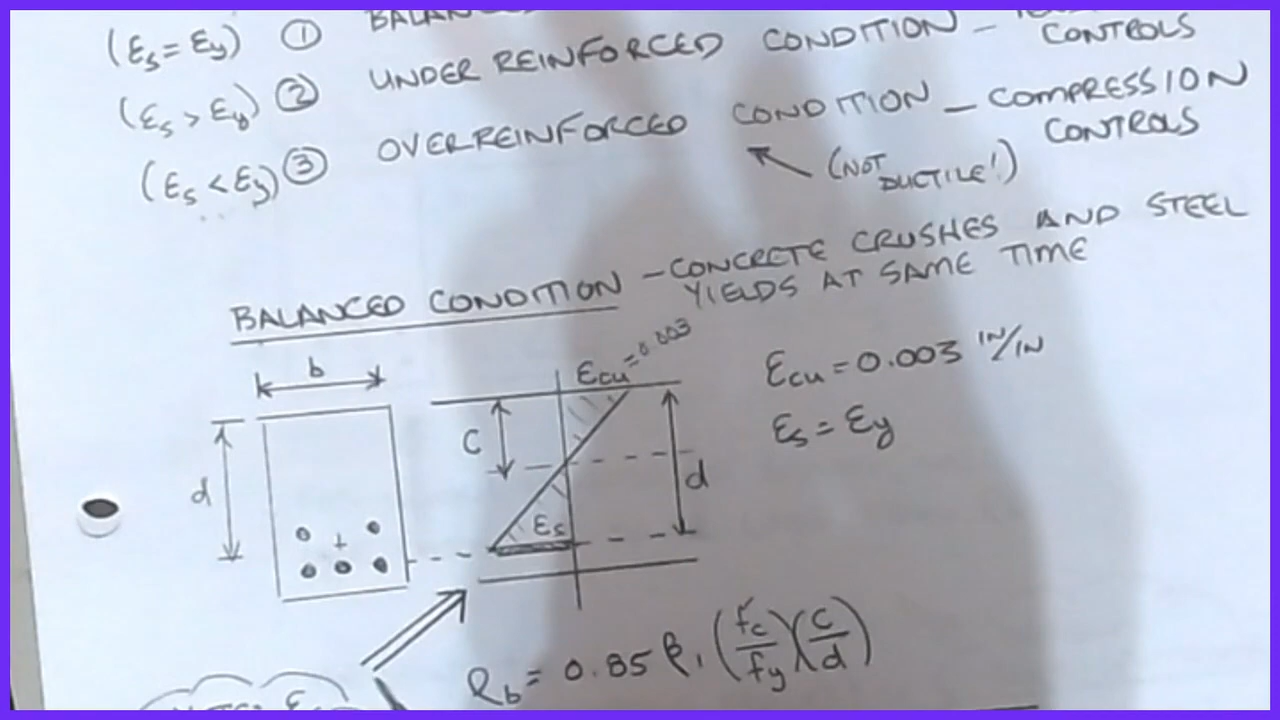 (εs = εy) ①
(εs > εy) ② UNDER REINFORCED CONDITION - CONTROLS
(εs < εy) ③ OVERREINFORCED CONDITION - COMPRESSION CONTROLS
(NOT DUCTILE!)
BALANCED CONDITION - CONCRETE CRUSHES AND STEEL
YIELDS AT SAME TIME
b
εcu = 0.003
εcu = 0.003 IN/IN
εs = εy
c
d
d
εs
ρb = 0.85 β1 (f'c/fy)(c/d)